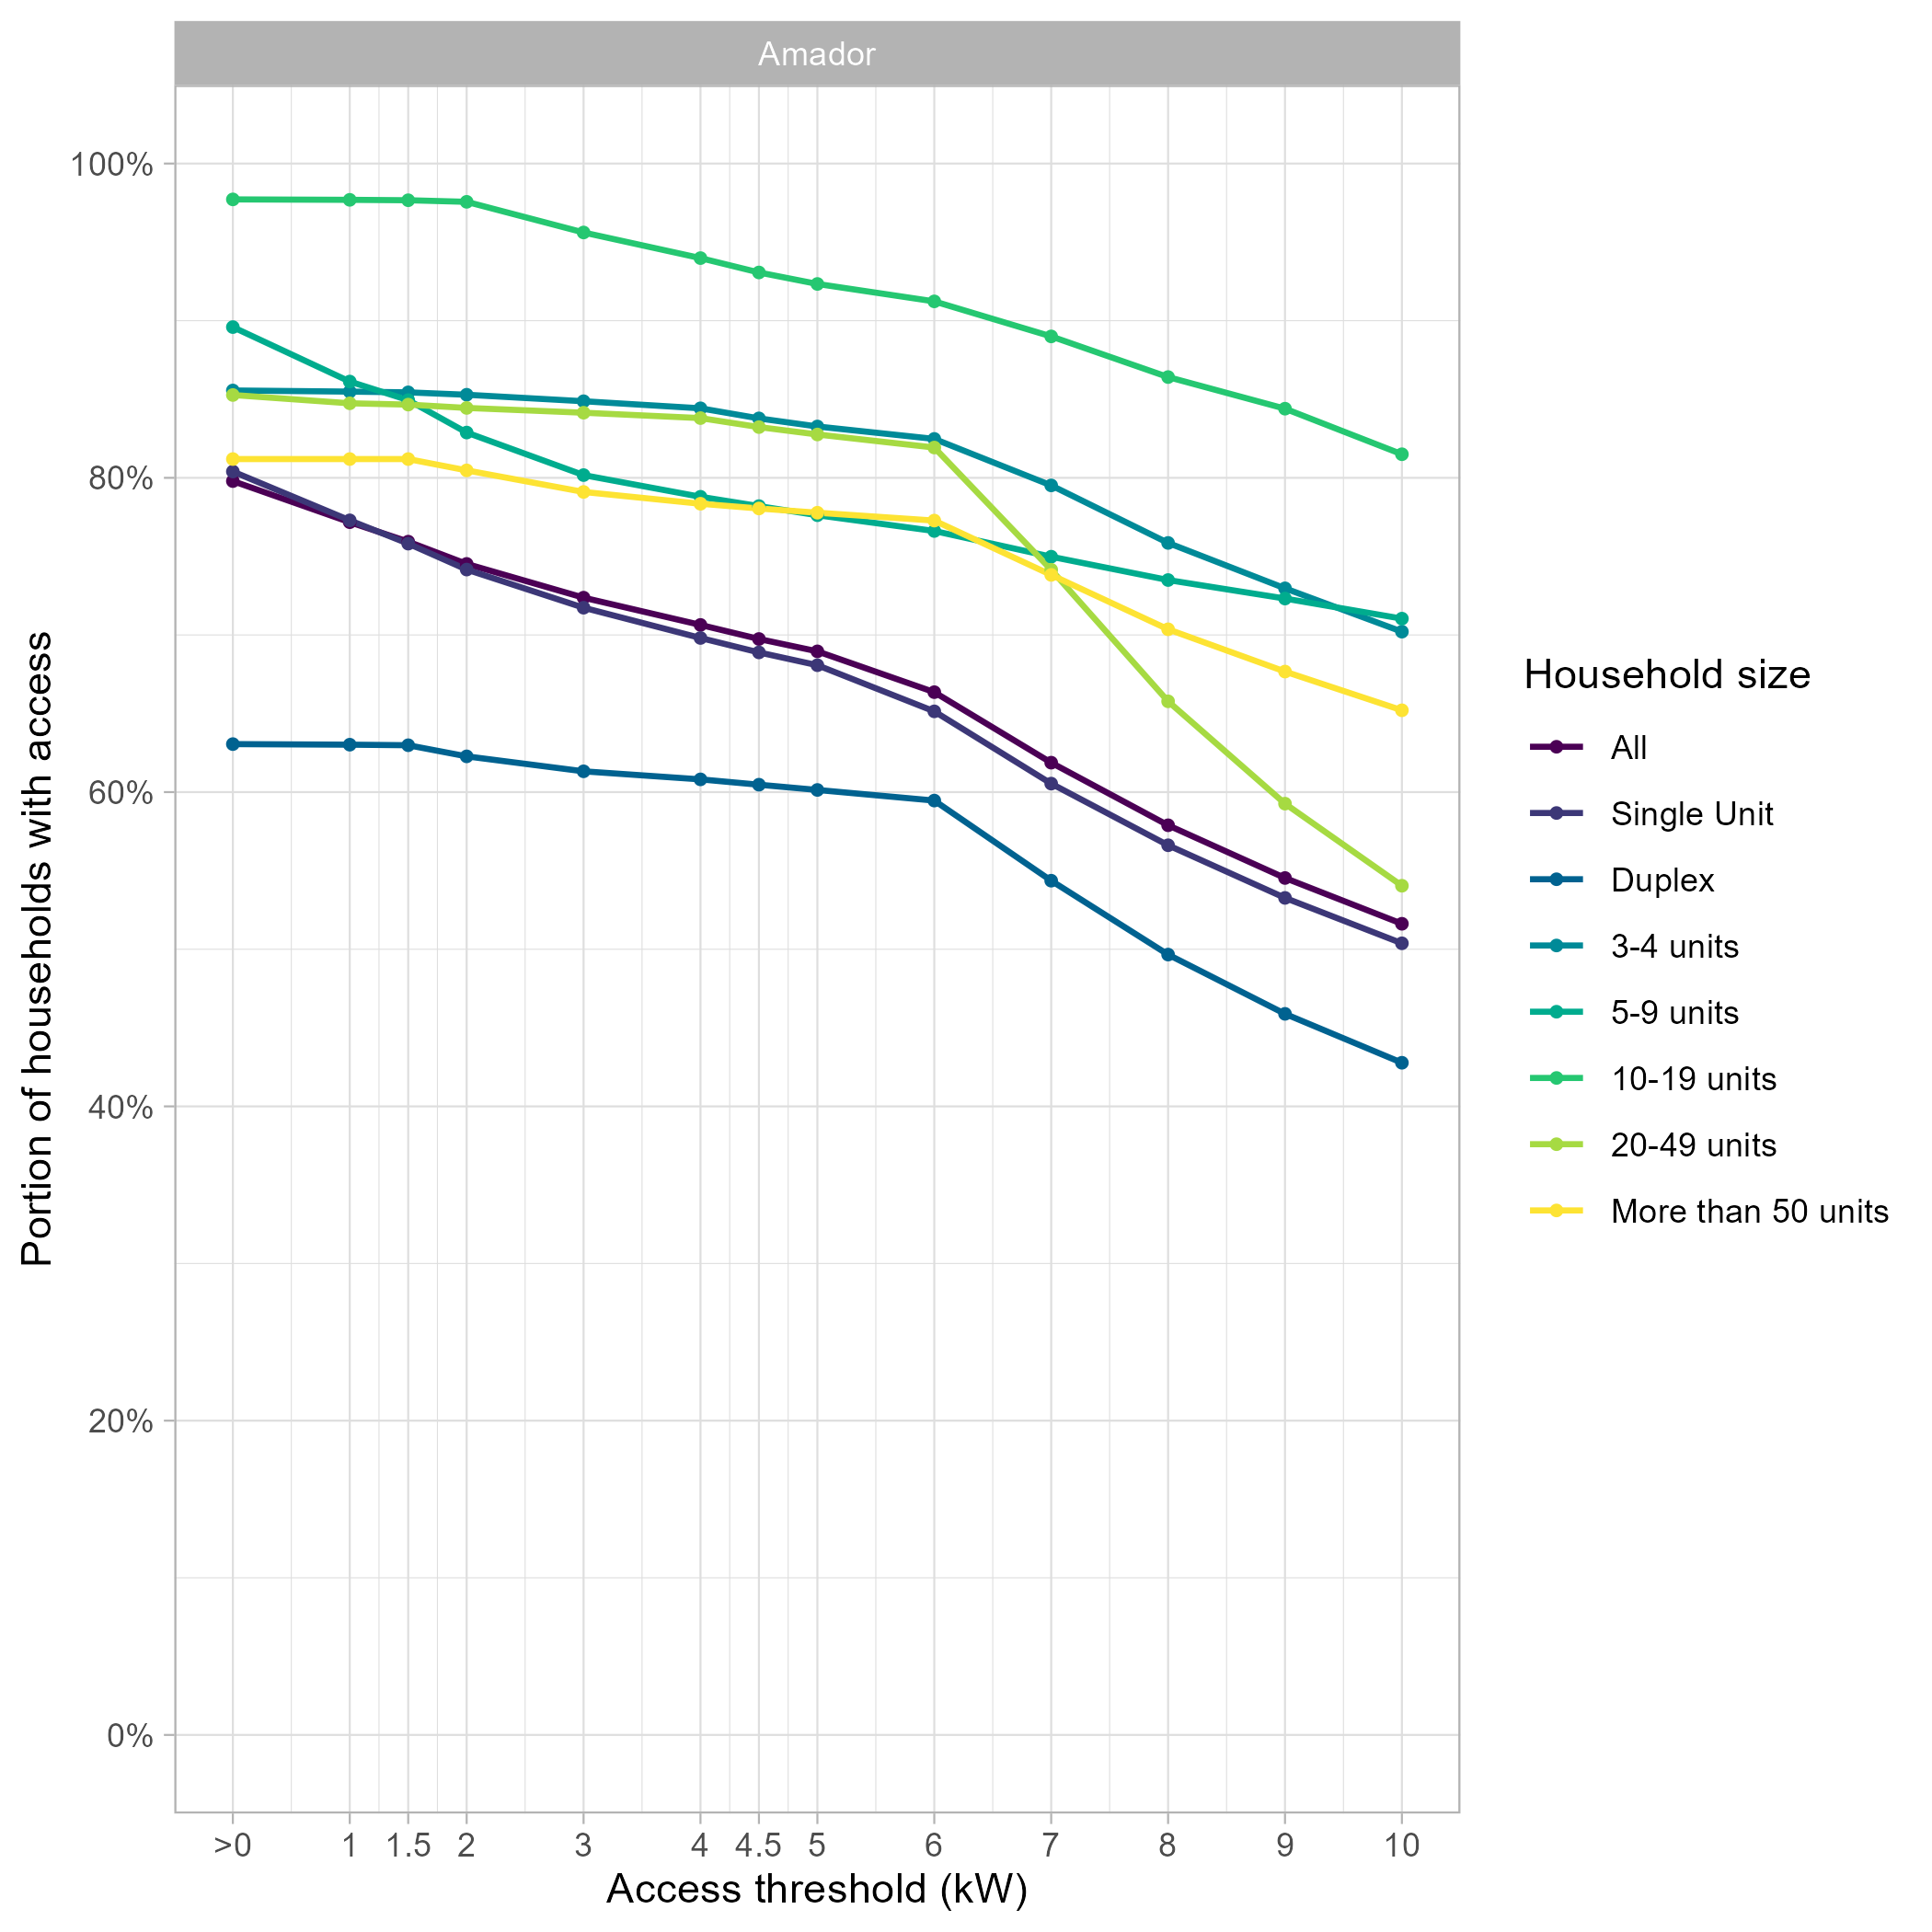 Amador
100%
80%
60%
40%
20%
0%
Portion of households with access
>0 1 1.5 2 3 4 4.5 5 6 7 8 9 10
Access threshold (kW)
Household size
All
Single Unit
Duplex
3-4 units
5-9 units
10-19 units
20-49 units
More than 50 units